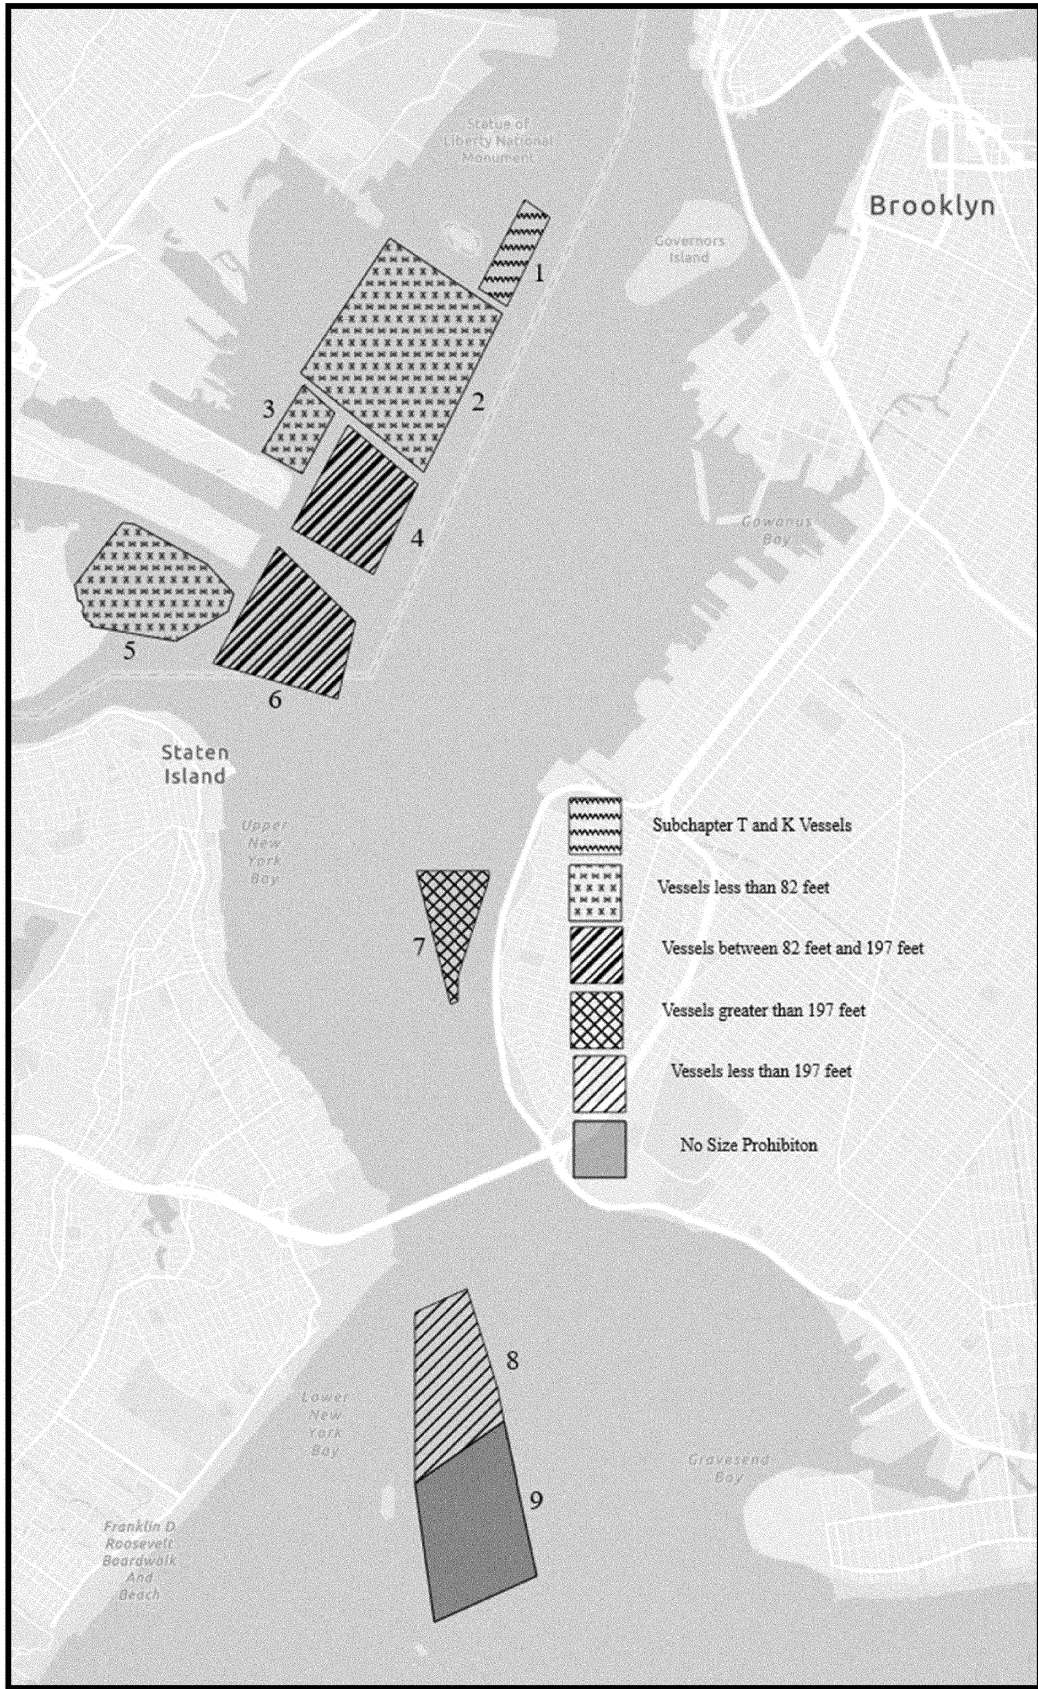 Statue of
Liberty National
Monument
Brooklyn
Governors
Island
1
2
3
4
Gowanus
Bay
5
6
Staten
Island
Upper
New
York
Bay
7
Subchapter T and K Vessels
Vessels less than 82 feet
Vessels between 82 feet and 197 feet
Vessels greater than 197 feet
Vessels less than 197 feet
No Size Prohibiton
8
Lower
New
York
Bay
Gravesend
Bay
9
Franklin D
Roosevelt
Boardwalk
And
Beach